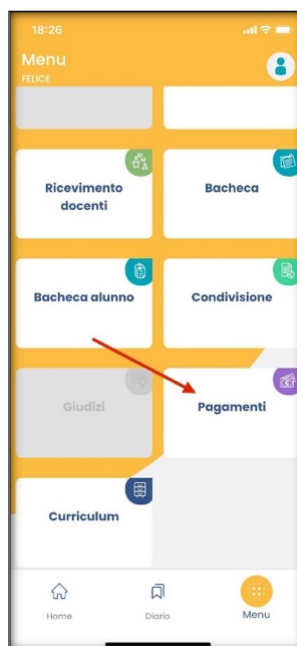 18:26
Menu
FELICE
Ricevimento
docenti
Bacheca
Bacheca alunno
Condivisione
Giudizi
Pagamenti
Curriculum
Home
Diario
Menu